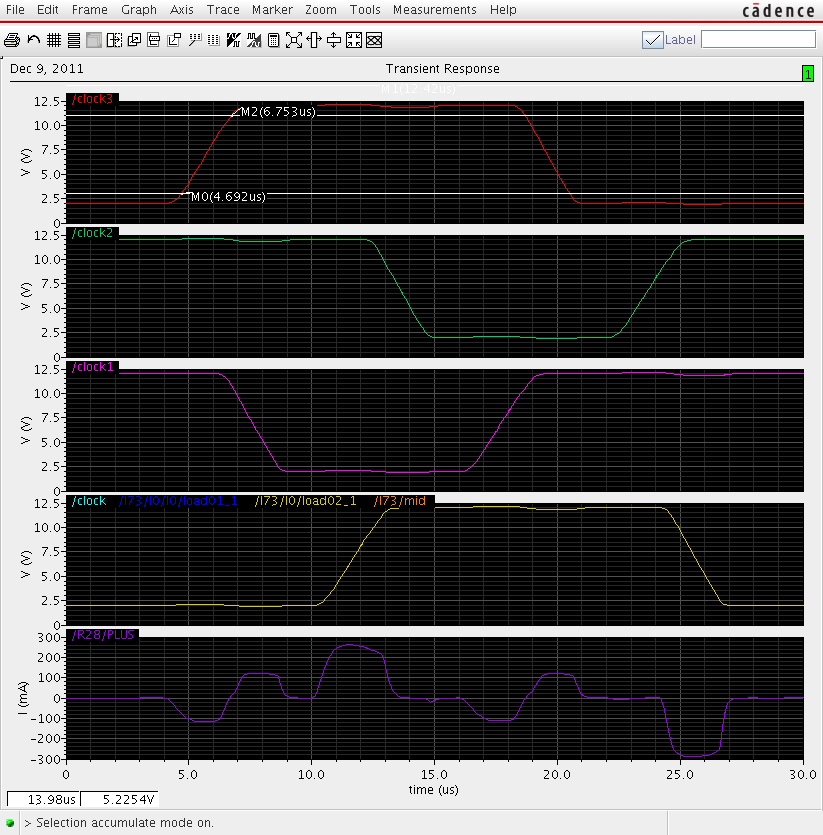 File Edit Frame Graph Axis Trace Marker Zoom Tools Measurements Help cādence
Label
Dec 9, 2011 Transient Response 1
M1(12.42us)
/clock3
M2(6.753us)
M0(4.692us)
12.5
10.0
7.5
5.0
2.5
0
V (V)
/clock2
12.5
10.0
7.5
5.0
2.5
0
V (V)
/clock1
12.5
10.0
7.5
5.0
2.5
0
V (V)
/clock /I73/I0/I0/load01_1 /I73/I0/load02_1 /I73/mid
12.5
10.0
7.5
5.0
2.5
0
V (V)
/R28/PLUS
300
200
100
0
-100
-200
-300
I (mA)
0 5.0 10.0 15.0 20.0 25.0 30.0
time (us)
13.98us 5.2254V
> Selection accumulate mode on.